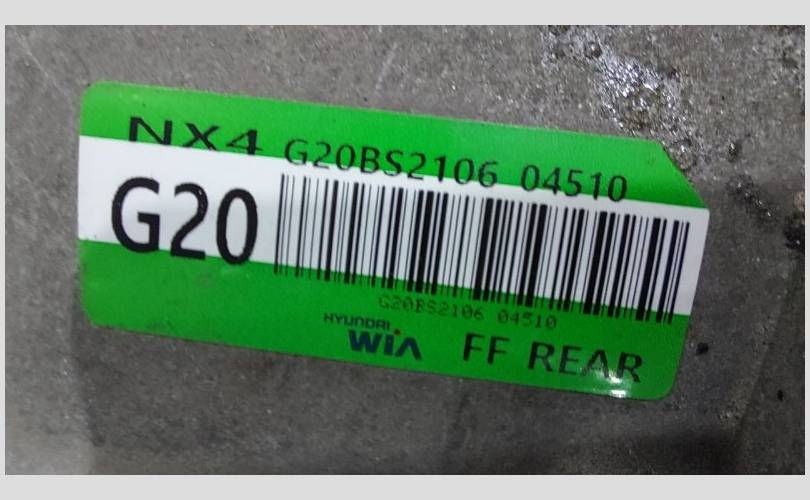 NX4 G20BS2106 04510
G20
G20BS2106 04510
HYUNDAI
WIA FF REAR